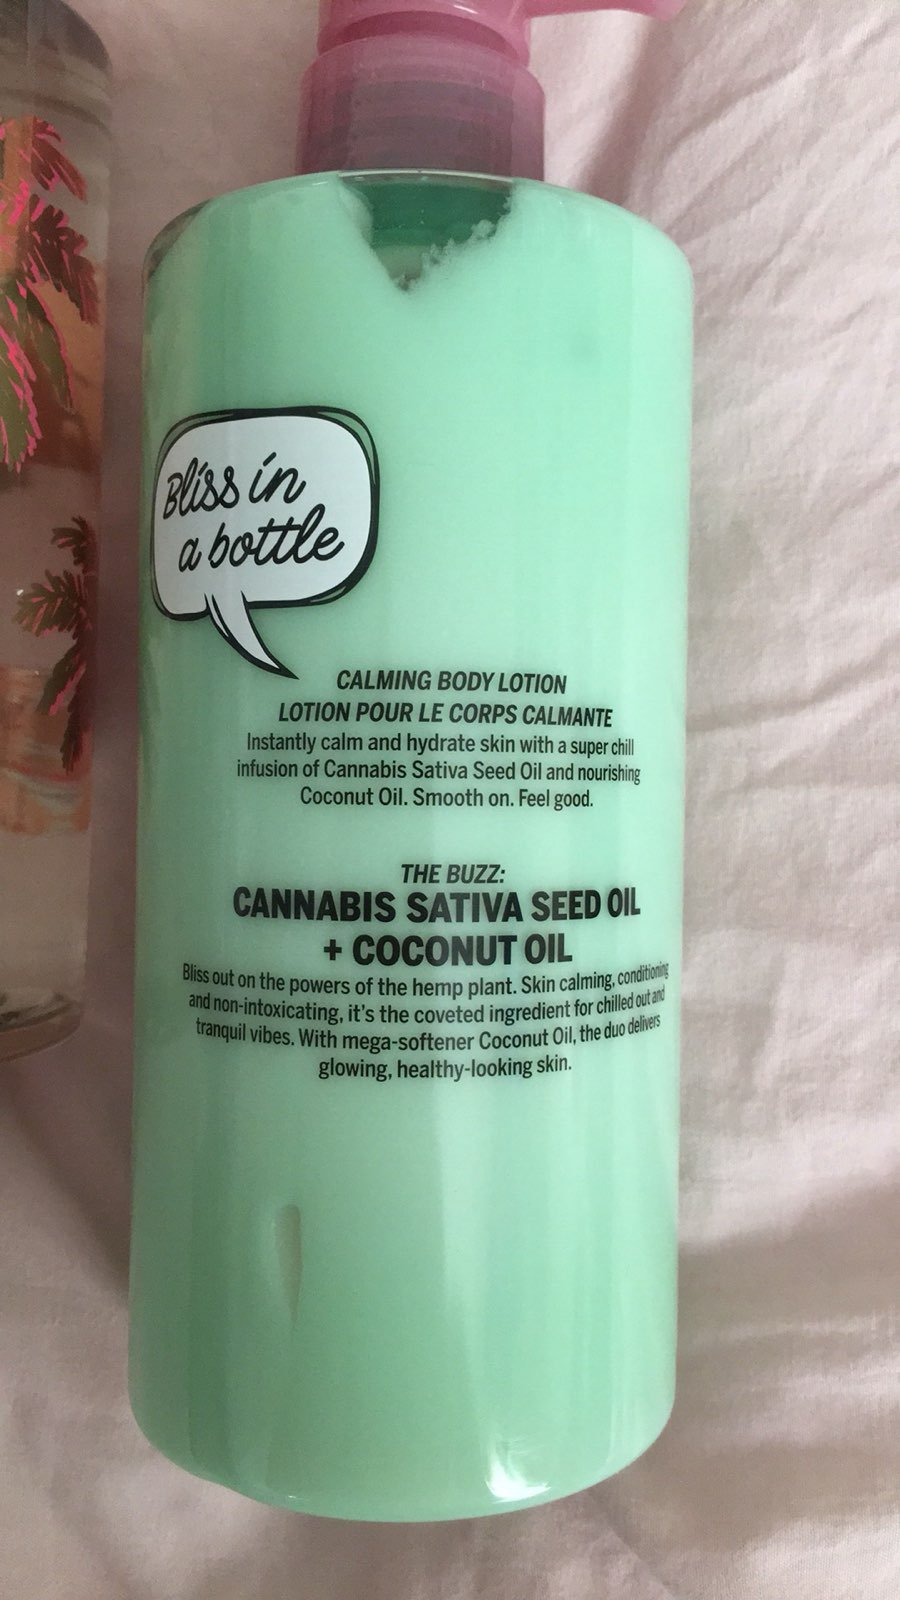 Bliss in
a bottle
CALMING BODY LOTION
LOTION POUR LE CORPS CALMANTE
Instantly calm and hydrate skin with a super chill
infusion of Cannabis Sativa Seed Oil and nourishing
Coconut Oil. Smooth on. Feel good.
THE BUZZ:
CANNABIS SATIVA SEED OIL
+ COCONUT OIL
Bliss out on the powers of the hemp plant. Skin calming, conditioning
and non-intoxicating, it's the coveted ingredient for chilled out and
tranquil vibes. With mega-softener Coconut Oil, the duo delivers
glowing, healthy-looking skin.